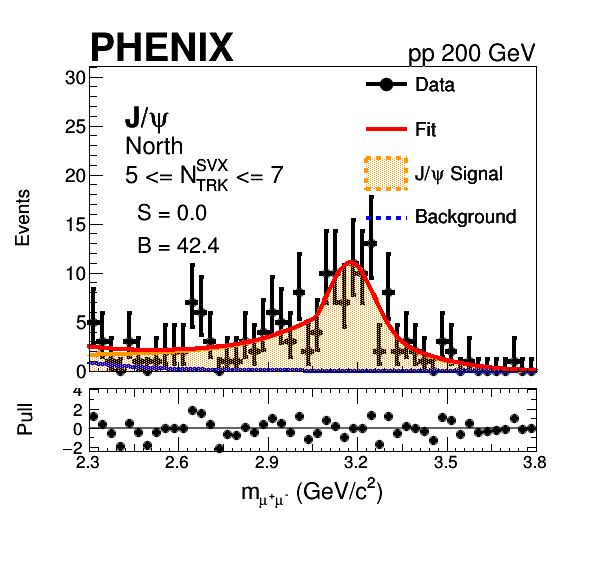 PHENIX
pp 200 GeV
Data
Fit
J/ψ Signal
Background
J/ψ
North
5 <= N_TRK^SVX <= 7
S = 0.0
B = 42.4
Events
30
25
20
15
10
5
0
Pull
4
2
0
−2
2.3 2.6 2.9 3.2 3.5 3.8
m_μ⁺μ⁻ (GeV/c²)